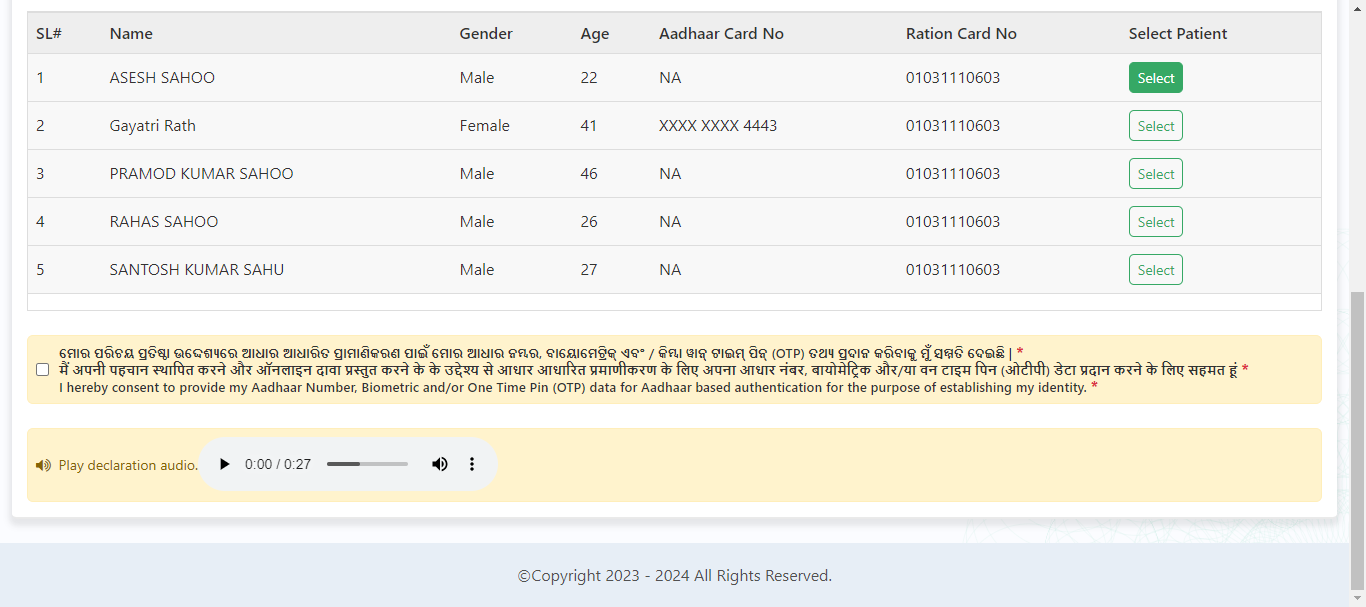 SL# Name Gender Age Aadhaar Card No Ration Card No Select Patient
1 ASESH SAHOO Male 22 NA 01031110603 Select
2 Gayatri Rath Female 41 XXXX XXXX 4443 01031110603 Select
3 PRAMOD KUMAR SAHOO Male 46 NA 01031110603 Select
4 RAHAS SAHOO Male 26 NA 01031110603 Select
5 SANTOSH KUMAR SAHU Male 27 NA 01031110603 Select
ମୋର ପରିଚୟ ପ୍ରତିଷ୍ଠା ଉଦ୍ଦେଶ୍ୟରେ ଆଧାର ଆଧାରିତ ପ୍ରାମାଣିକରଣ ପାଇଁ ମୋର ଆଧାର ନମ୍ବର, ବାୟୋମେଟ୍ରିକ୍ ଏବଂ / କିମ୍ବା ୱାନ୍ ଟାଇମ୍ ପିନ୍ (OTP) ତଥ୍ୟ ପ୍ରଦାନ କରିବାକୁ ମୁଁ ସମ୍ମତି ଦେଇଛି | *
मैं अपनी पहचान स्थापित करने और ऑनलाइन दावा प्रस्तुत करने के के उद्देश्य से आधार आधारित प्रमाणीकरण के लिए अपना आधार नंबर, बायोमेट्रिक और/या वन टाइम पिन (ओटीपी) डेटा प्रदान करने के लिए सहमत हूं *
I hereby consent to provide my Aadhaar Number, Biometric and/or One Time Pin (OTP) data for Aadhaar based authentication for the purpose of establishing my identity. *
Play declaration audio. 0:00 / 0:27
©Copyright 2023 - 2024 All Rights Reserved.